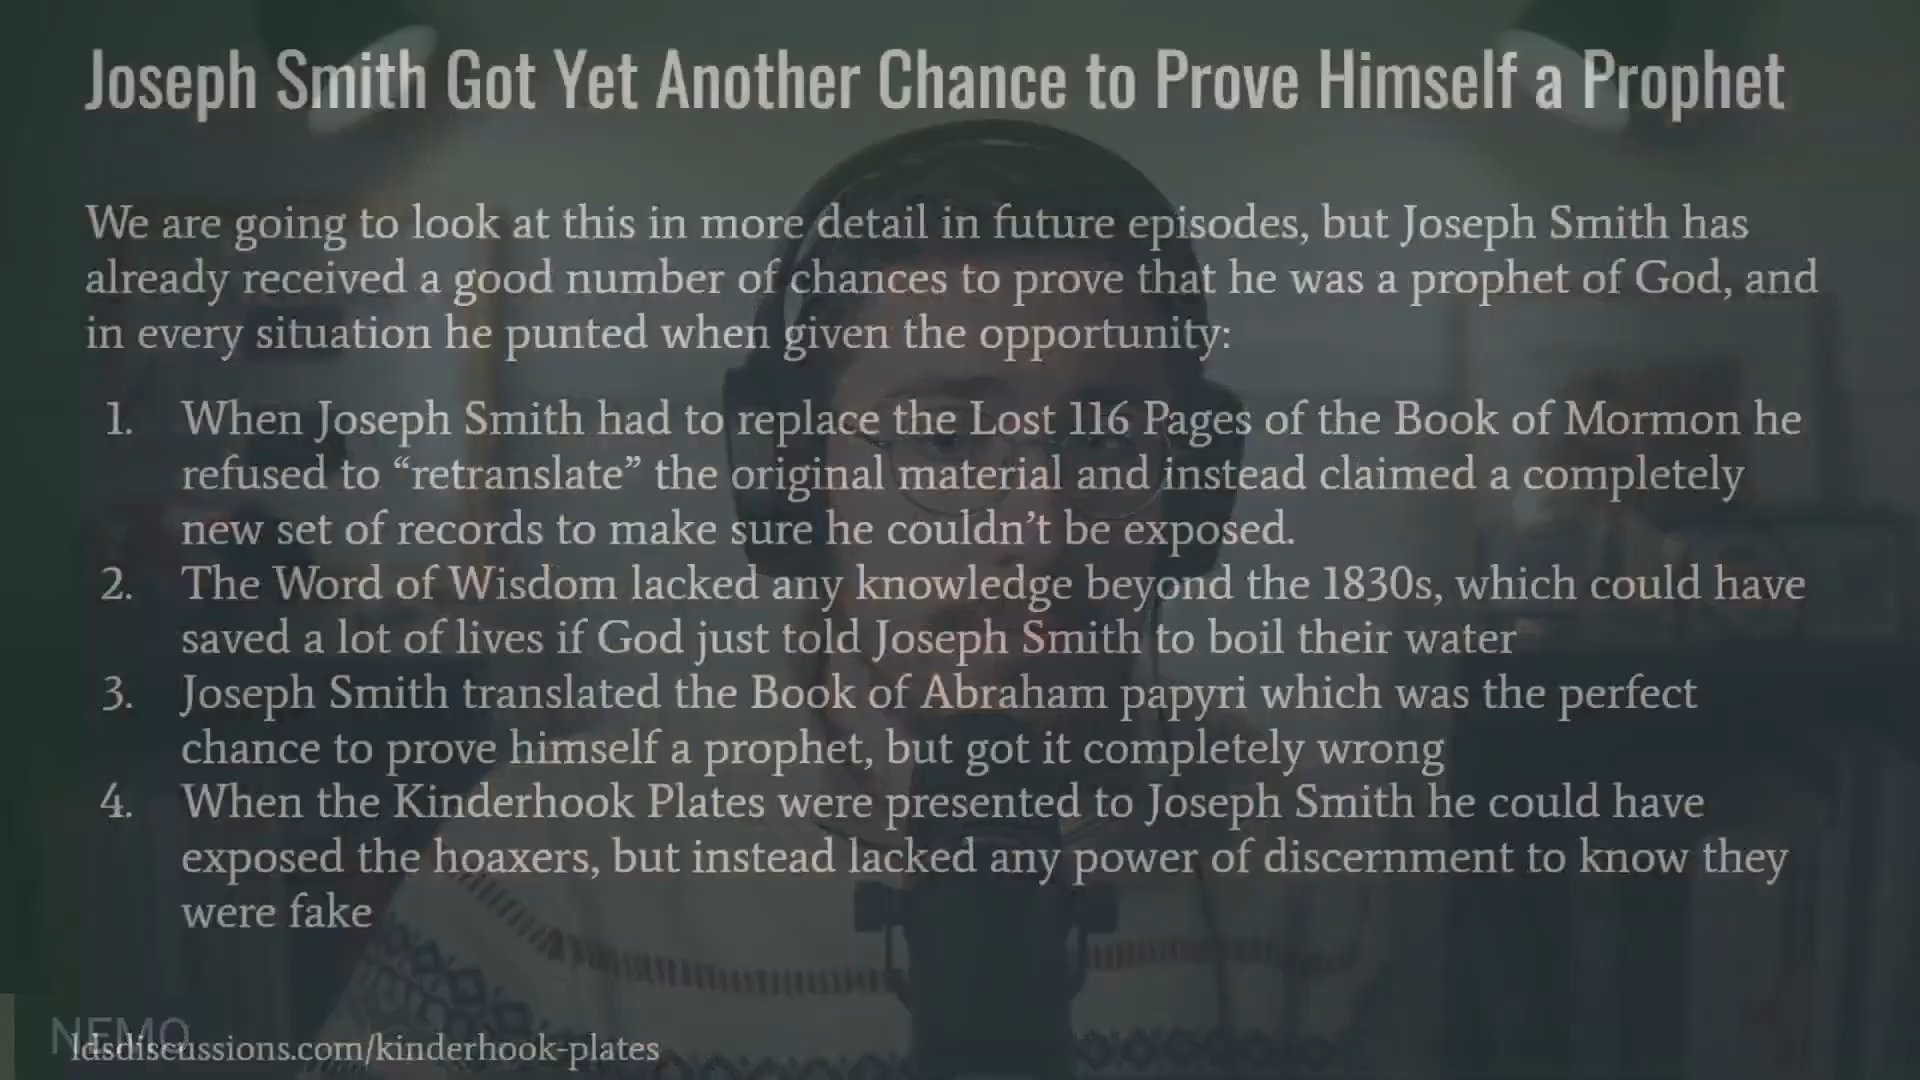 Joseph Smith Got Yet Another Chance to Prove Himself a Prophet
We are going to look at this in more detail in future episodes, but Joseph Smith has
already received a good number of chances to prove that he was a prophet of God, and
in every situation he punted when given the opportunity:
1. When Joseph Smith had to replace the Lost 116 Pages of the Book of Mormon he
refused to “retranslate” the original material and instead claimed a completely
new set of records to make sure he couldn’t be exposed.
2. The Word of Wisdom lacked any knowledge beyond the 1830s, which could have
saved a lot of lives if God just told Joseph Smith to boil their water
3. Joseph Smith translated the Book of Abraham papyri which was the perfect
chance to prove himself a prophet, but got it completely wrong
4. When the Kinderhook Plates were presented to Joseph Smith he could have
exposed the hoaxers, but instead lacked any power of discernment to know they
were fake
NEMO
ldsdiscussions.com/kinderhook-plates